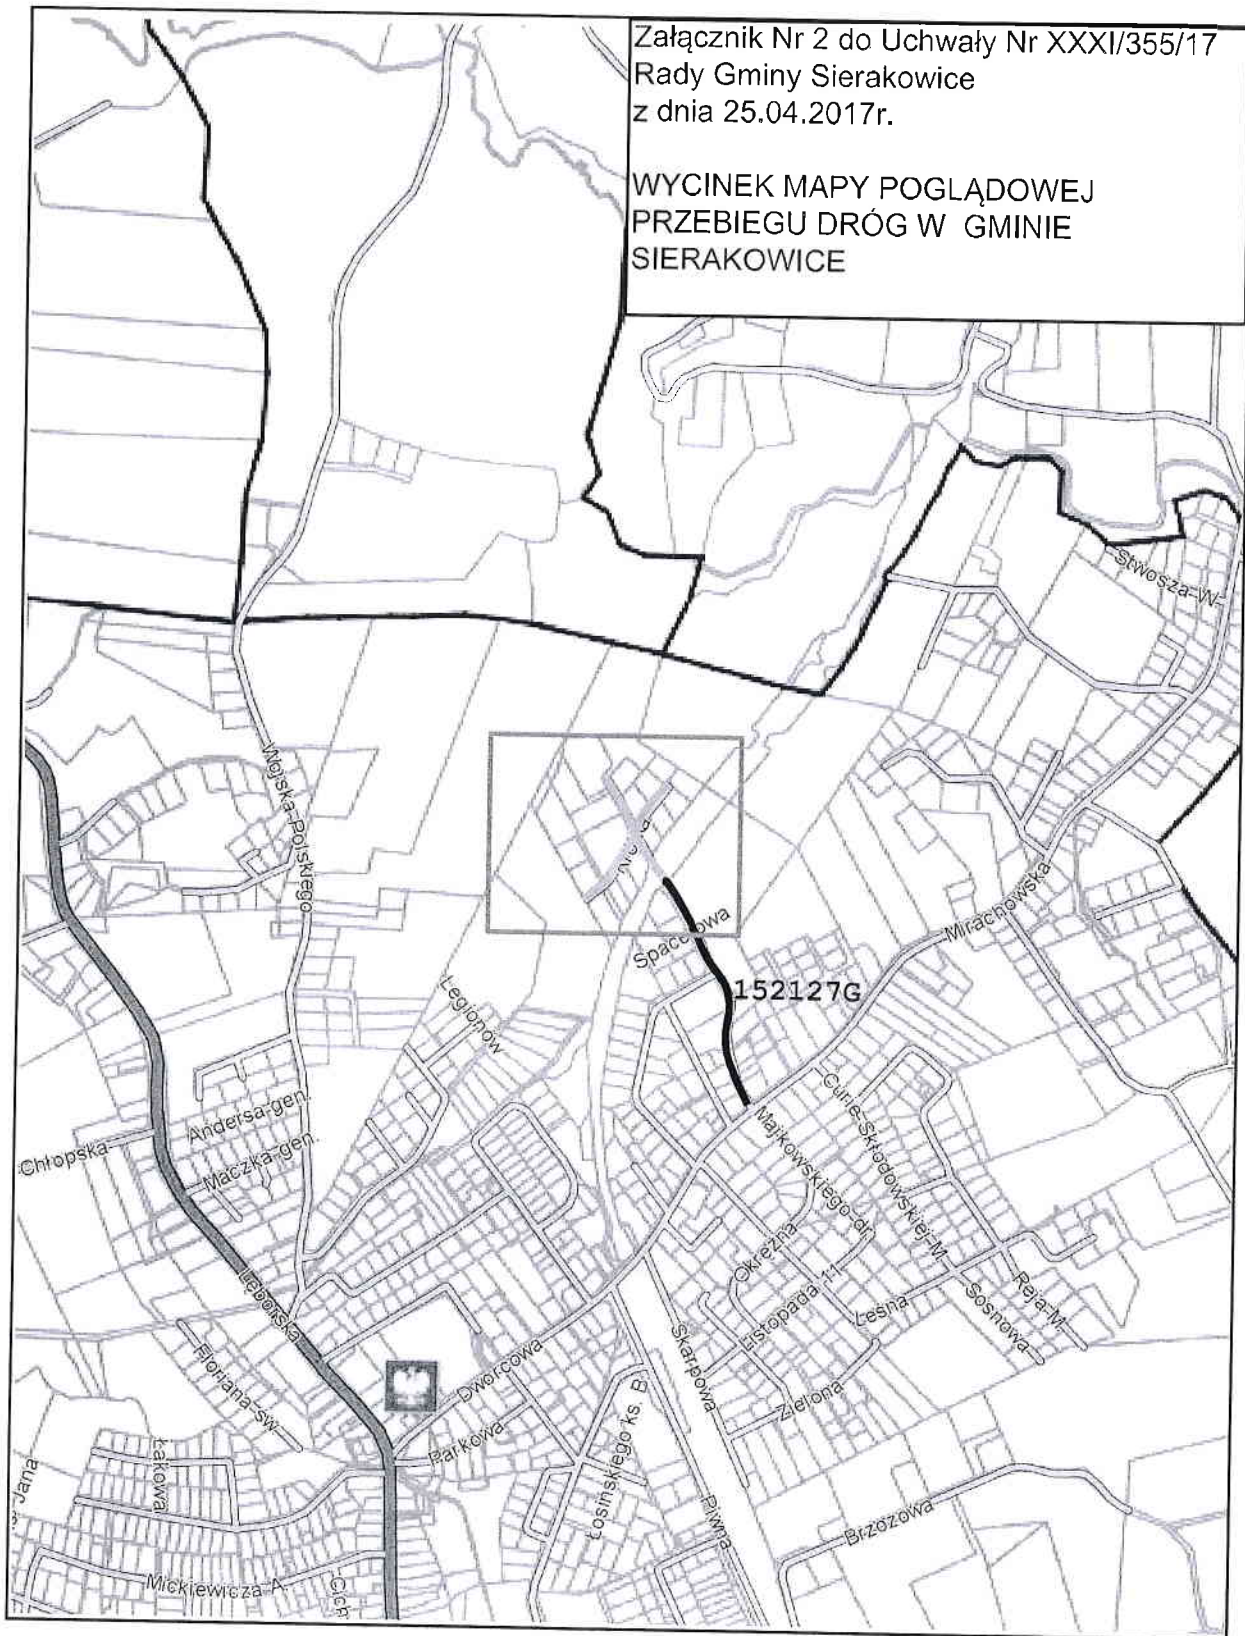 Załącznik Nr 2 do Uchwały Nr XXXI/355/17
Rady Gminy Sierakowice
z dnia 25.04.2017r.
WYCINEK MAPY POGLĄDOWEJ
PRZEBIEGU DRÓG W GMINIE
SIERAKOWICE
Stwosza W.
Wojska Polskiego
Spacerowa
Mirachowska
152127G
Legionów
Curie-Skłodowskiej M.
Andersa gen.
Majkowskiego dr.
Chłopska
Maczka gen.
Okrężna
Lęborska
Listopada 11
Leśna
Sosnowa
Reja M.
Skarpowa
Floriana św.
Dworcowa
Zielona
Parkowa
Łosińskiego ks. B.
Łąkowa
Jana
Piwna
Brzozowa
Mickiewicza A.
Cich